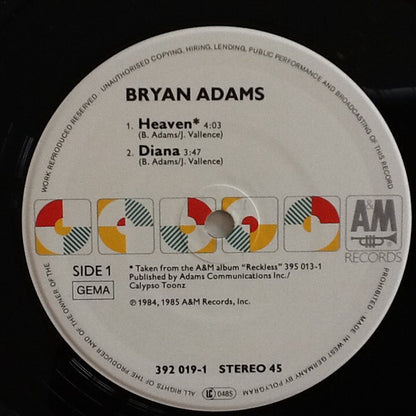 UNAUTHORISED COPYING, HIRING, LENDING, PUBLIC PERFORMANCE AND BROADCASTING OF THIS RECORD PROHIBITED · MADE IN WEST GERMANY BY POLYGRAM
ALL RIGHTS OF THE PRODUCER AND OF THE OWNER OF THE WORK REPRODUCED RESERVED ·
BRYAN ADAMS
1. Heaven* 4:03
(B. Adams/J. Vallence)
2. Diana 3:47
(B. Adams/J. Vallence)
A&M
RECORDS
SIDE 1
GEMA
* Taken from the A&M album "Reckless" 395 013-1
Published by Adams Communications Inc./
Calypso Toonz
℗ 1984, 1985 A&M Records, Inc.
392 019-1 STEREO 45
LC 0485